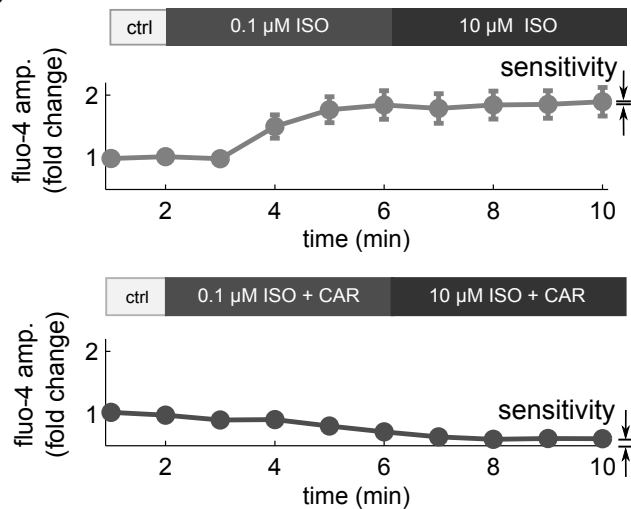 ctrl 0.1 µM ISO 10 µM ISO
sensitivity
fluo-4 amp.
(fold change)
2
1
2 4 6 8 10
time (min)
ctrl 0.1 µM ISO + CAR 10 µM ISO + CAR
fluo-4 amp.
(fold change)
2
1
sensitivity
2 4 6 8 10
time (min)